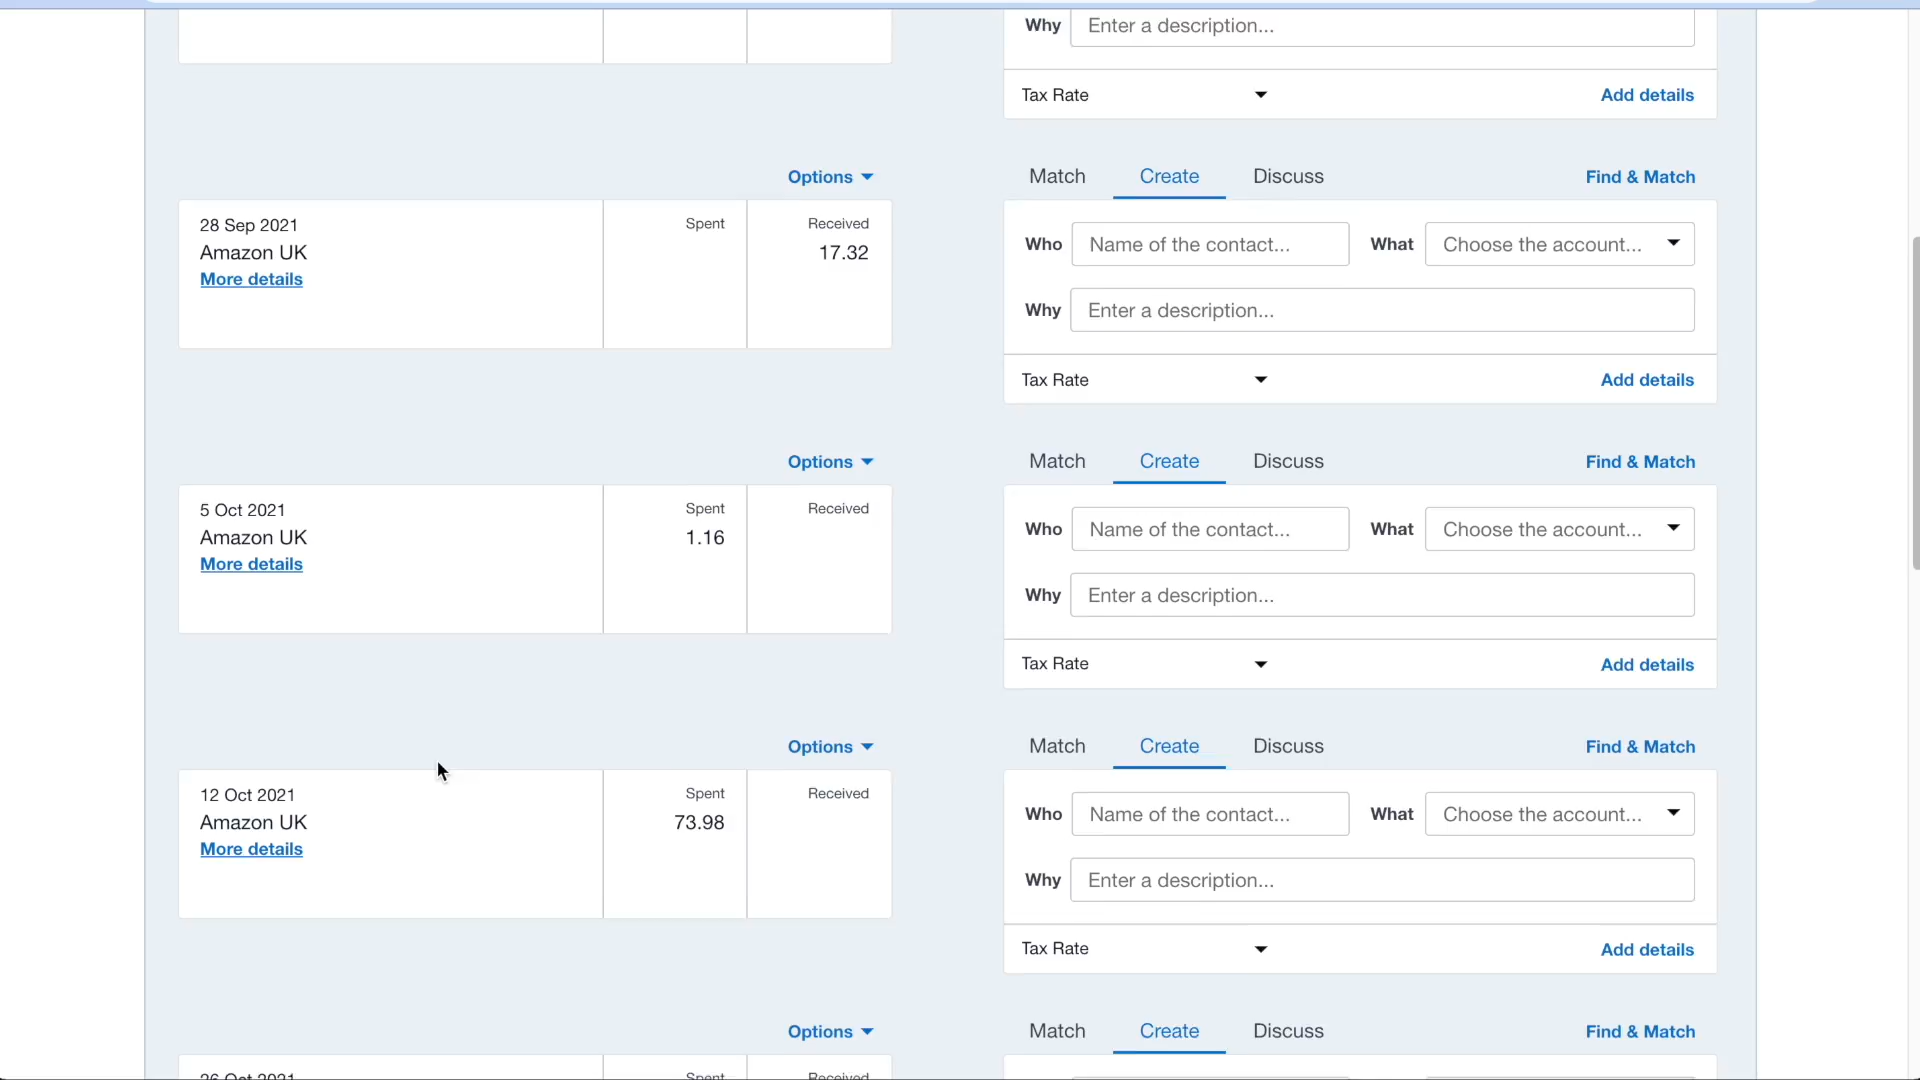 Why Enter a description...
Tax Rate Add details
Options Match Create Discuss Find & Match
28 Sep 2021 Spent Received
Amazon UK 17.32
More details
Who Name of the contact... What Choose the account...
Why Enter a description...
Tax Rate Add details
Options Match Create Discuss Find & Match
5 Oct 2021 Spent Received
Amazon UK 1.16
More details
Who Name of the contact... What Choose the account...
Why Enter a description...
Tax Rate Add details
Options Match Create Discuss Find & Match
12 Oct 2021 Spent Received
Amazon UK 73.98
More details
Who Name of the contact... What Choose the account...
Why Enter a description...
Tax Rate Add details
Options Match Create Discuss Find & Match
26 Oct 2021 Spent Received